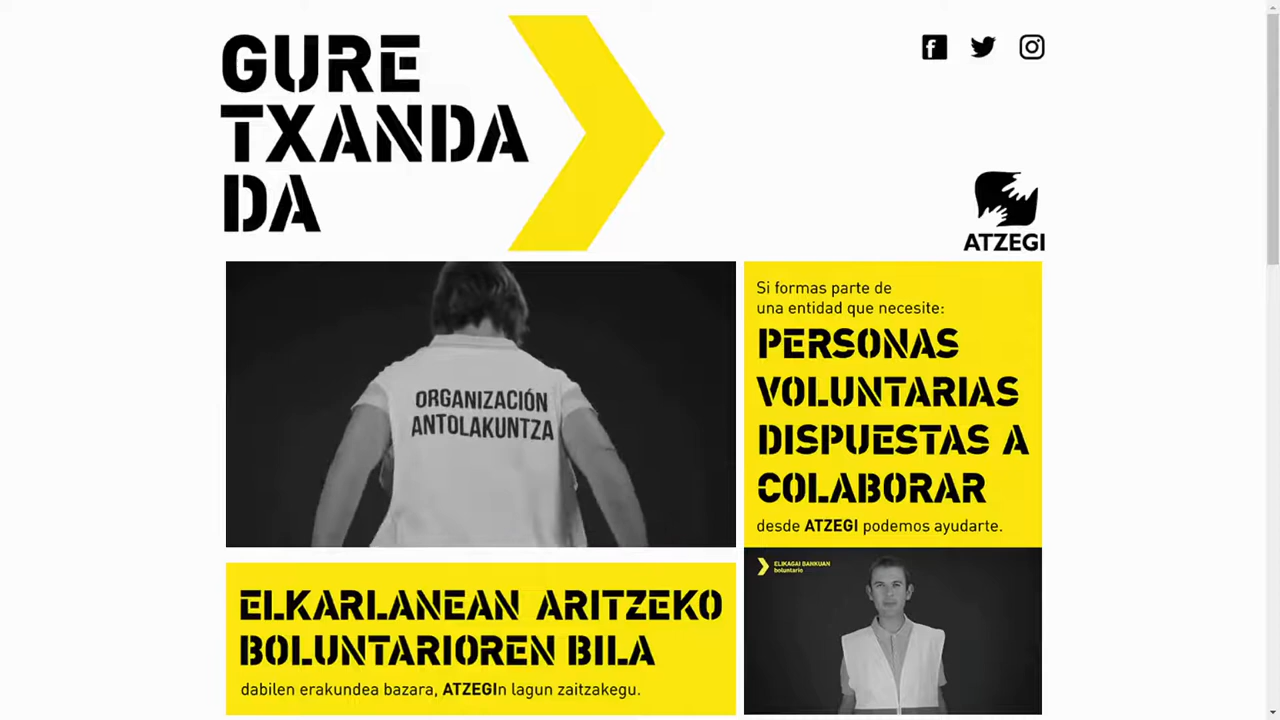 GURE
TXANDA
DA
ATZEGI
ORGANIZACIÓN
ANTOLAKUNTZA
Si formas parte de
una entidad que necesite:
PERSONAS
VOLUNTARIAS
DISPUESTAS A
COLABORAR
desde ATZEGI podemos ayudarte.
ELIKAGAI BANKUAN
boluntario
ELKARLANEAN ARITZEKO
BOLUNTARIOREN BILA
dabilen erakundea bazara, ATZEGIn lagun zaitzakegu.